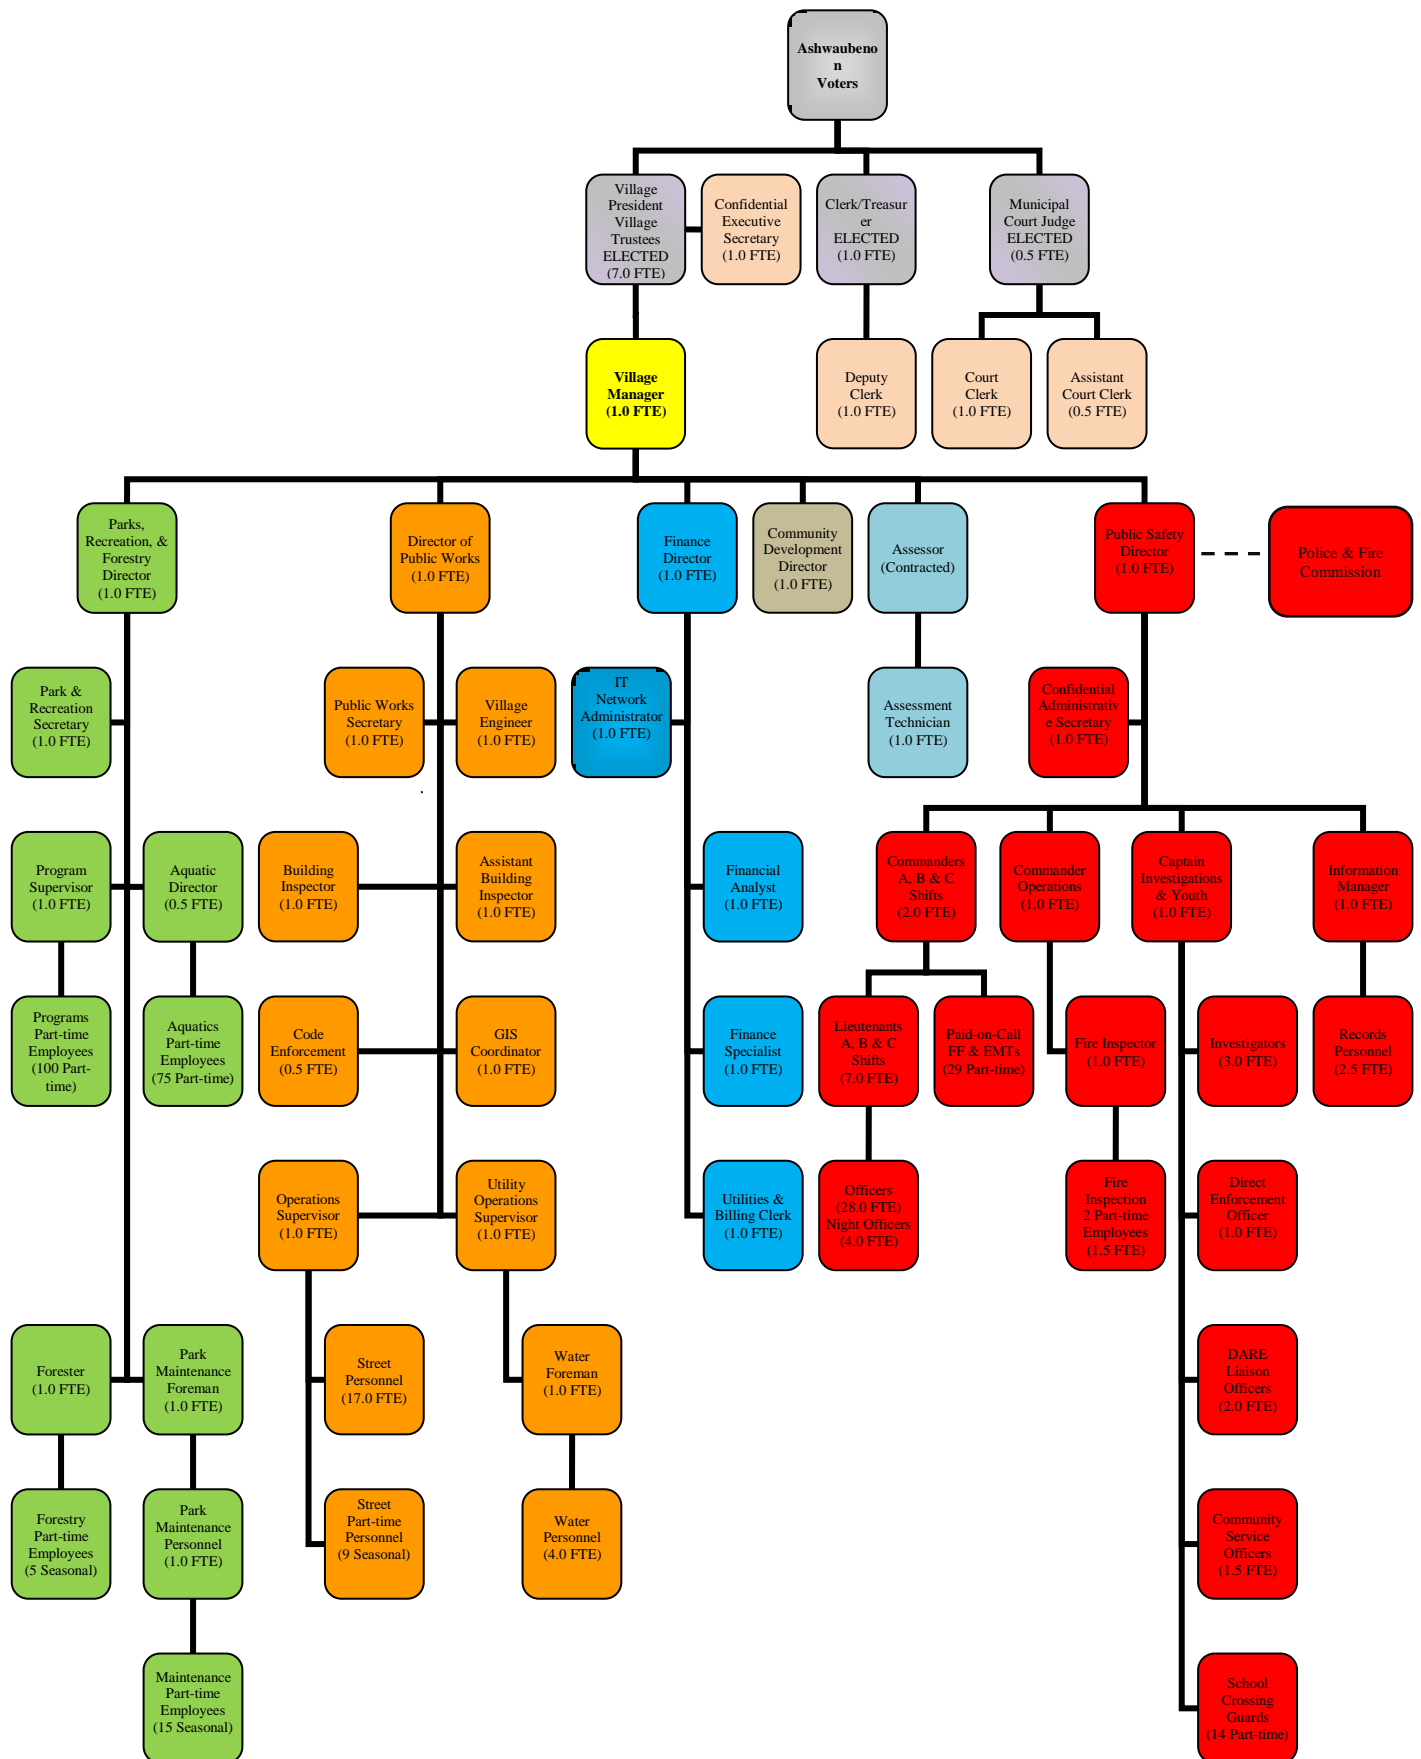 Ashwaubeno
n
Voters
Village
President
Village
Trustees
ELECTED
(7.0 FTE)
Confidential
Executive
Secretary
(1.0 FTE)
Clerk/Treasur
er
ELECTED
(1.0 FTE)
Municipal
Court Judge
ELECTED
(0.5 FTE)
Village
Manager
(1.0 FTE)
Deputy
Clerk
(1.0 FTE)
Court
Clerk
(1.0 FTE)
Assistant
Court Clerk
(0.5 FTE)
Parks,
Recreation, &
Forestry
Director
(1.0 FTE)
Director of
Public Works
(1.0 FTE)
Finance
Director
(1.0 FTE)
Community
Development
Director
(1.0 FTE)
Assessor
(Contracted)
Public Safety
Director
(1.0 FTE)
Police & Fire
Commission
Park &
Recreation
Secretary
(1.0 FTE)
Public Works
Secretary
(1.0 FTE)
Village
Engineer
(1.0 FTE)
IT
Network
Administrator
(1.0 FTE)
Assessment
Technician
(1.0 FTE)
Confidential
Administrativ
e Secretary
(1.0 FTE)
.
Program
Supervisor
(1.0 FTE)
Aquatic
Director
(0.5 FTE)
Building
Inspector
(1.0 FTE)
Assistant
Building
Inspector
(1.0 FTE)
Financial
Analyst
(1.0 FTE)
Commanders
A, B & C
Shifts
(2.0 FTE)
Commander
Operations
(1.0 FTE)
Captain
Investigations
& Youth
(1.0 FTE)
Information
Manager
(1.0 FTE)
Programs
Part-time
Employees
(100 Part-
time)
Aquatics
Part-time
Employees
(75 Part-time)
Code
Enforcement
(0.5 FTE)
GIS
Coordinator
(1.0 FTE)
Finance
Specialist
(1.0 FTE)
Lieutenants
A, B & C
Shifts
(7.0 FTE)
Paid-on-Call
FF & EMTs
(29 Part-time)
Fire Inspector
(1.0 FTE)
Investigators
(3.0 FTE)
Records
Personnel
(2.5 FTE)
Operations
Supervisor
(1.0 FTE)
Utility
Operations
Supervisor
(1.0 FTE)
Utilities &
Billing Clerk
(1.0 FTE)
Officers
(28.0 FTE)
Night Officers
(4.0 FTE)
Fire
Inspection
2 Part-time
Employees
(1.5 FTE)
Direct
Enforcement
Officer
(1.0 FTE)
Forester
(1.0 FTE)
Park
Maintenance
Foreman
(1.0 FTE)
Street
Personnel
(17.0 FTE)
Water
Foreman
(1.0 FTE)
DARE
Liaison
Officers
(2.0 FTE)
Forestry
Part-time
Employees
(5 Seasonal)
Park
Maintenance
Personnel
(1.0 FTE)
Street
Part-time
Personnel
(9 Seasonal)
Water
Personnel
(4.0 FTE)
Community
Service
Officers
(1.5 FTE)
Maintenance
Part-time
Employees
(15 Seasonal)
School
Crossing
Guards
(14 Part-time)